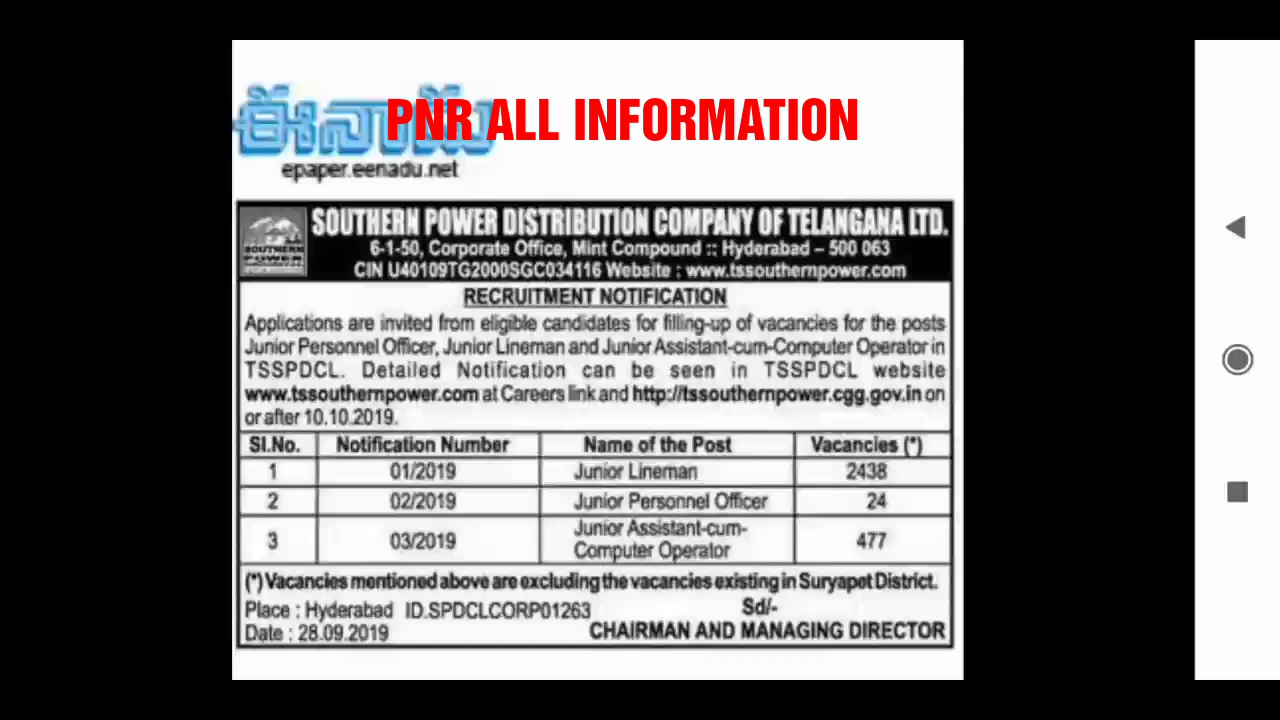 ఈనాడు
PNR ALL INFORMATION
epaper.eenadu.net
SOUTHERN POWER DISTRIBUTION COMPANY OF TELANGANA LTD.
6-1-50, Corporate Office, Mint Compound :: Hyderabad – 500 063
CIN U40109TG2000SGC034116 Website : www.tssouthernpower.com
SOUTHERN
POWER
RECRUITMENT NOTIFICATION
Applications are invited from eligible candidates for filling-up of vacancies for the posts
Junior Personnel Officer, Junior Lineman and Junior Assistant-cum-Computer Operator in
TSSPDCL. Detailed Notification can be seen in TSSPDCL website
www.tssouthernpower.com at Careers link and http://tssouthernpower.cgg.gov.in on
or after 10.10.2019.
Sl.No. Notification Number Name of the Post Vacancies (*)
1 01/2019 Junior Lineman 2438
2 02/2019 Junior Personnel Officer 24
3 03/2019 Junior Assistant-cum-
Computer Operator 477
(*) Vacancies mentioned above are excluding the vacancies existing in Suryapet District.
Place : Hyderabad ID.SPDCLCORP01263 Sd/-
Date : 28.09.2019 CHAIRMAN AND MANAGING DIRECTOR